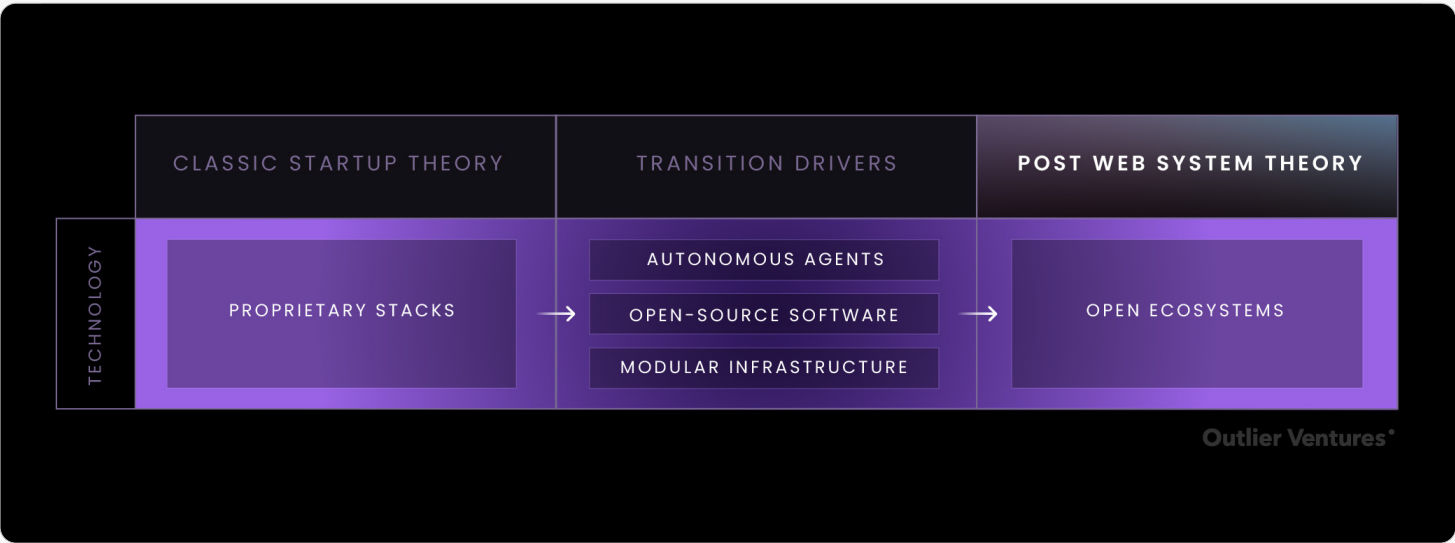 CLASSIC STARTUP THEORY
TRANSITION DRIVERS
POST WEB SYSTEM THEORY
TECHNOLOGY
PROPRIETARY STACKS
AUTONOMOUS AGENTS
OPEN-SOURCE SOFTWARE
MODULAR INFRASTRUCTURE
OPEN ECOSYSTEMS
Outlier Ventures